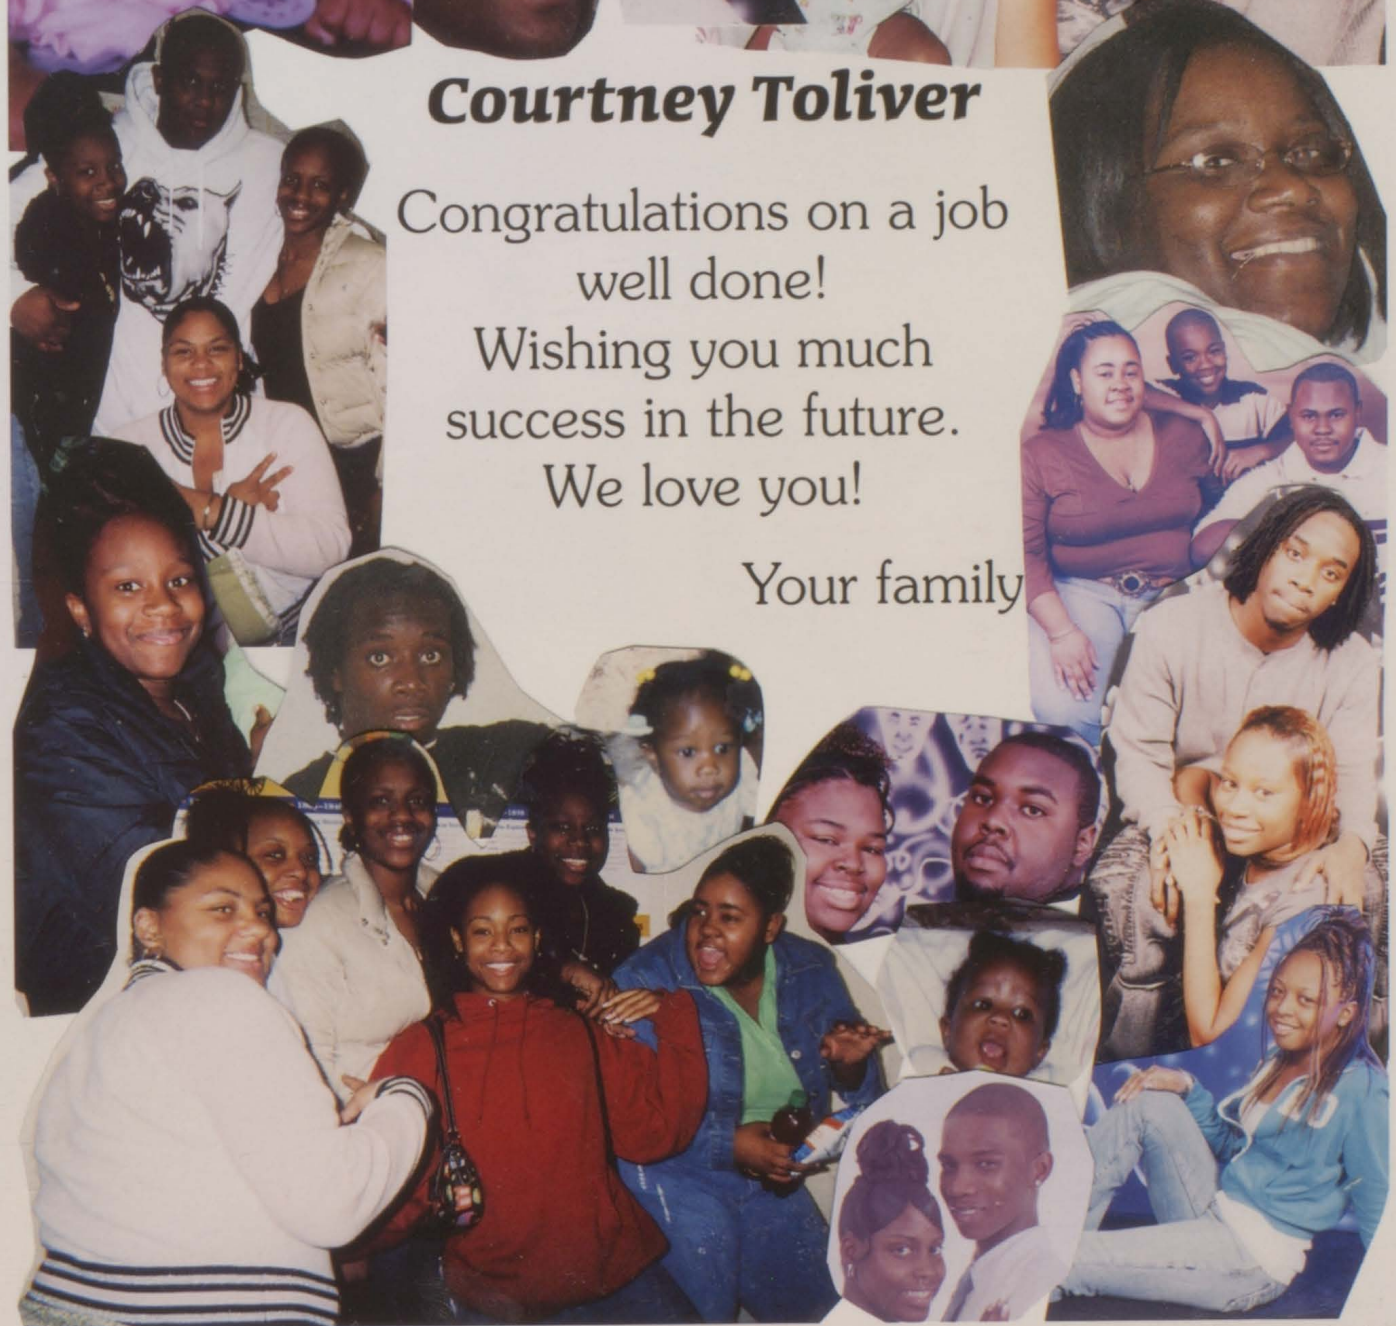 Courtney Toliver
Congratulations on a job
well done!
Wishing you much
success in the future.
We love you!
Your family